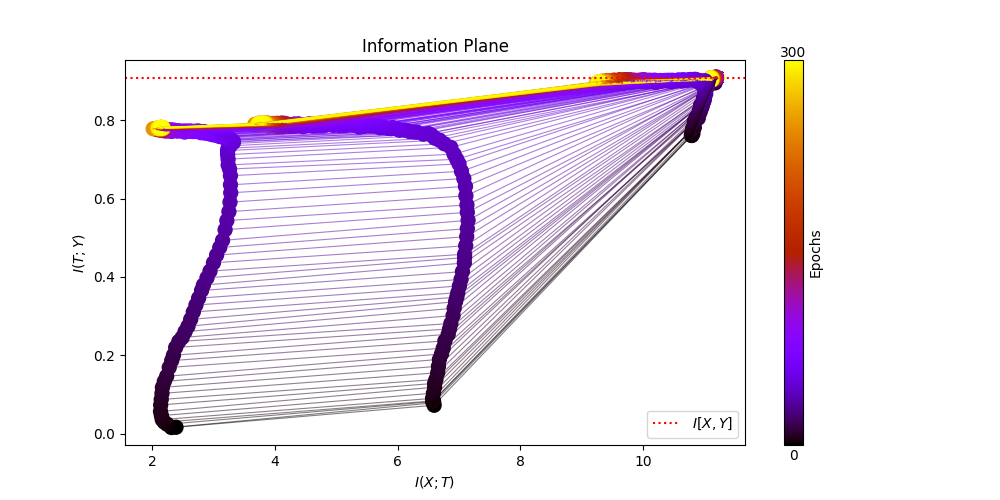 Information Plane
300
0.8
0.6
0.4
0.2
0.0
I(T; Y)
2
4
6
8
10
I(X; T)
I[X, Y]
Epochs
0